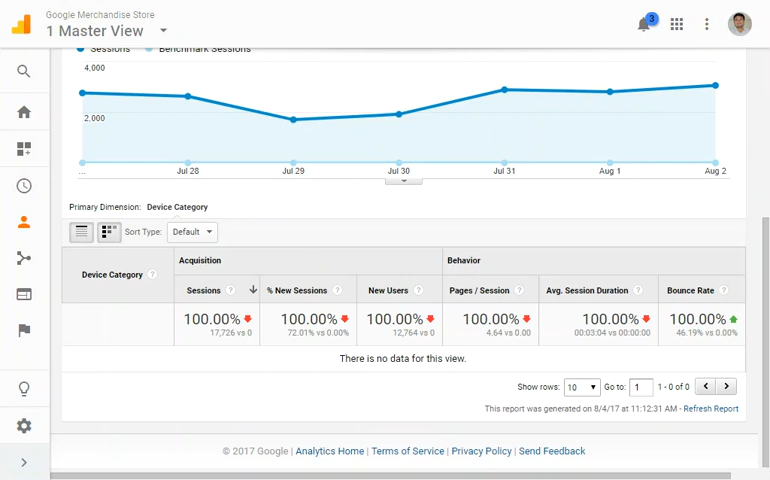 Google Merchandise Store
1 Master View
3
Sessions Benchmark Sessions
4,000
2,000
... Jul 28 Jul 29 Jul 30 Jul 31 Aug 1 Aug 2
Primary Dimension: Device Category
Sort Type: Default
Device Category ? Acquisition Behavior
Sessions ? % New Sessions ? New Users ? Pages / Session ? Avg. Session Duration ? Bounce Rate ?
100.00% 100.00% 100.00% 100.00% 100.00% 100.00%
17,726 vs 0 72.01% vs 0.00% 12,764 vs 0 4.64 vs 0.00 00:03:04 vs 00:00:00 46.19% vs 0.00%
There is no data for this view.
Show rows: 10 Go to: 1 1 - 0 of 0
This report was generated on 8/4/17 at 11:12:31 AM - Refresh Report
© 2017 Google | Analytics Home | Terms of Service | Privacy Policy | Send Feedback